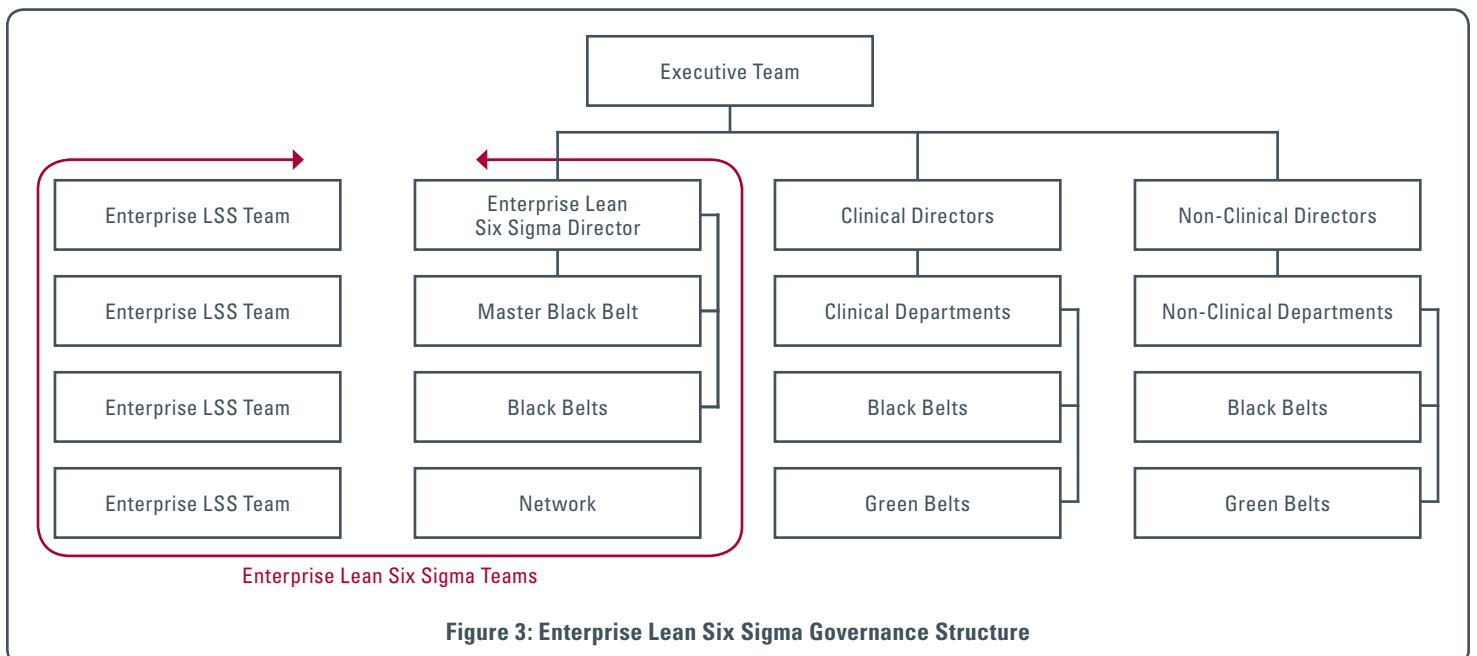 Executive Team
Enterprise LSS Team
Enterprise Lean
Six Sigma Director
Clinical Directors
Non-Clinical Directors
Enterprise LSS Team
Master Black Belt
Clinical Departments
Non-Clinical Departments
Enterprise LSS Team
Black Belts
Black Belts
Black Belts
Enterprise LSS Team
Network
Green Belts
Green Belts
Enterprise Lean Six Sigma Teams
Figure 3: Enterprise Lean Six Sigma Governance Structure